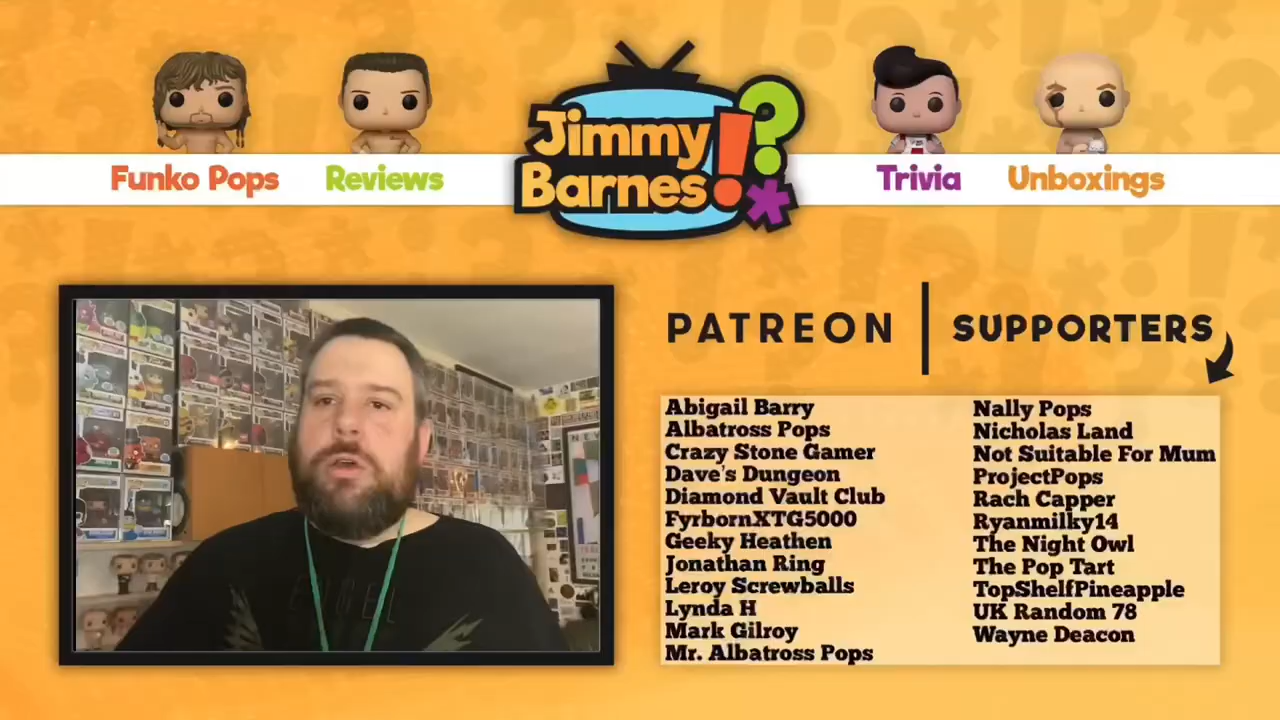 Funko Pops
Reviews
Jimmy
Barnes!?*
Trivia
Unboxings
PATREON
SUPPORTERS
Abigail Barry
Albatross Pops
Crazy Stone Gamer
Dave's Dungeon
Diamond Vault Club
FyrbornXTG5000
Geeky Heathen
Jonathan Ring
Leroy Screwballs
Lynda H
Mark Gilroy
Mr. Albatross Pops
Nally Pops
Nicholas Land
Not Suitable For Mum
ProjectPops
Rach Capper
Ryanmilky14
The Night Owl
The Pop Tart
TopShelfPineapple
UK Random 78
Wayne Deacon